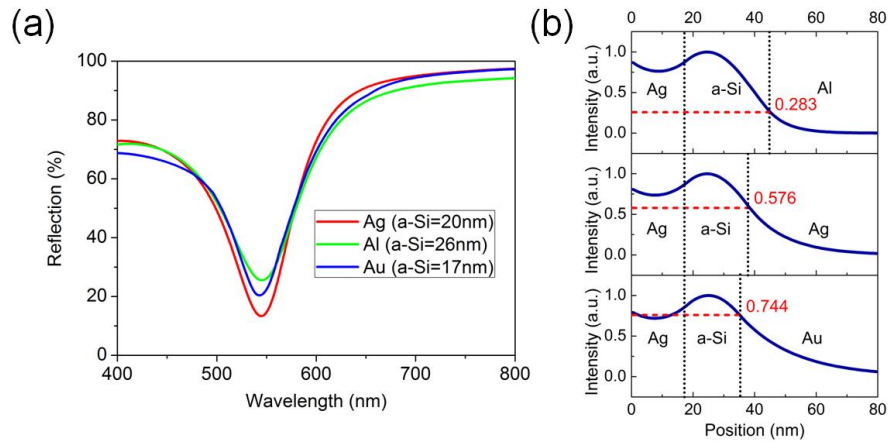 (a)
100
80
60
40
20
0
Reflection (%)
400 500 600 700 800
Wavelength (nm)
Ag (a-Si=20nm)
Al (a-Si=26nm)
Au (a-Si=17nm)
(b)
0 20 40 60 80
Intensity (a.u.)
1.0
0.5
0.0
Ag a-Si Al
0.283
Intensity (a.u.)
1.0
0.5
0.0
0.576
Ag a-Si Ag
Intensity (a.u.)
1.0
0.5
0.0
0.744
Ag a-Si Au
0 20 40 60 80
Position (nm)